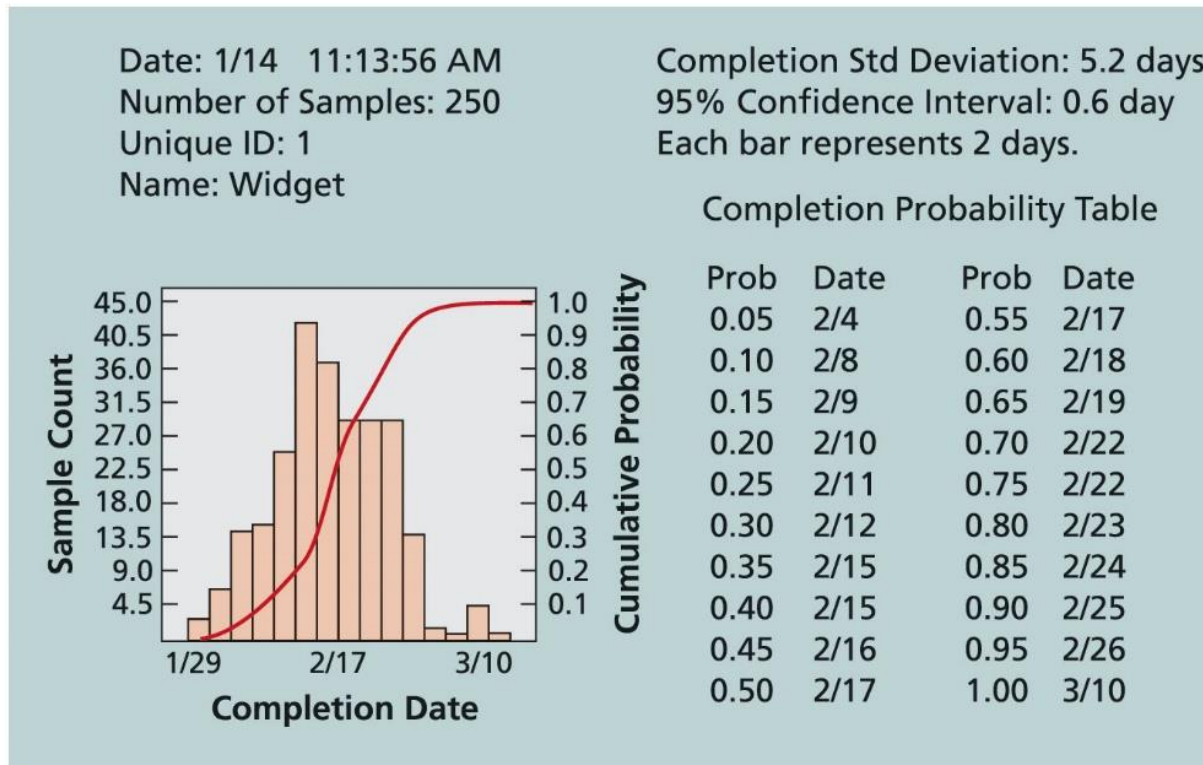 Date: 1/14 11:13:56 AM
Number of Samples: 250
Unique ID: 1
Name: Widget
Completion Std Deviation: 5.2 days
95% Confidence Interval: 0.6 day
Each bar represents 2 days.
Completion Probability Table
Prob Date Prob Date
0.05 2/4 0.55 2/17
0.10 2/8 0.60 2/18
0.15 2/9 0.65 2/19
0.20 2/10 0.70 2/22
0.25 2/11 0.75 2/22
0.30 2/12 0.80 2/23
0.35 2/15 0.85 2/24
0.40 2/15 0.90 2/25
0.45 2/16 0.95 2/26
0.50 2/17 1.00 3/10
Sample Count
45.0
40.5
36.0
31.5
27.0
22.5
18.0
13.5
9.0
4.5
1.0
0.9
0.8
0.7
0.6
0.5
0.4
0.3
0.2
0.1
Cumulative Probability
1/29 2/17 3/10
Completion Date